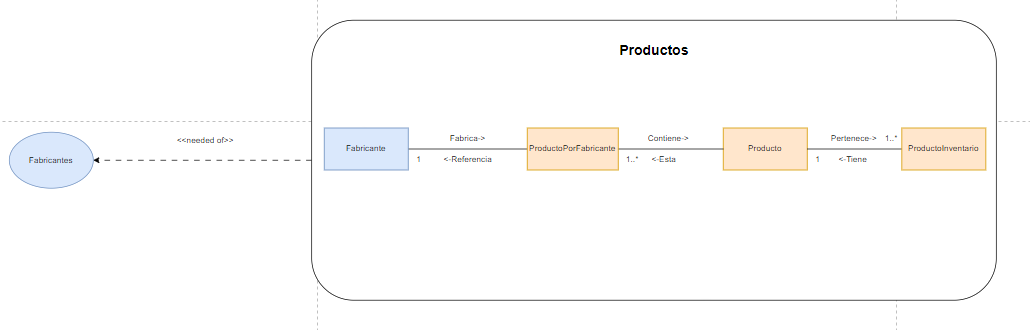 Productos
<<needed of>>
Fabricantes
Fabricante
Fabrica->
1
<-Referencia
ProductoPorFabricante
Contiene->
1..*
<-Esta
Producto
Pertenece->
1..*
1
<-Tiene
ProductoInventario